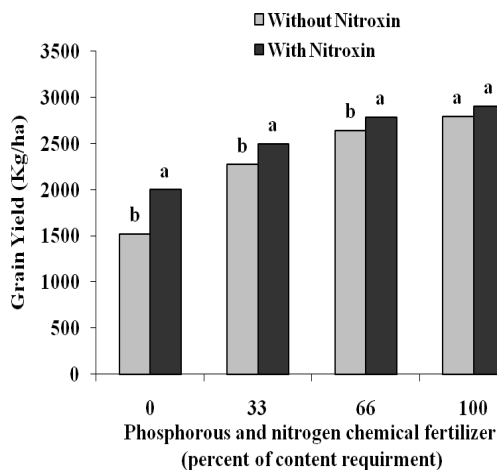 Without Nitroxin
With Nitroxin
Grain Yield (Kg/ha)
3500
3000
2500
2000
1500
1000
500
0
b a b a b a a a
0 33 66 100
Phosphorous and nitrogen chemical fertilizer
(percent of content requirment)